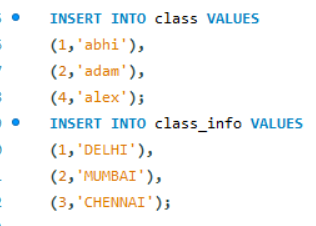 INSERT INTO class VALUES
(1,'abhi'),
(2,'adam'),
(4,'alex');
INSERT INTO class_info VALUES
(1,'DELHI'),
(2,'MUMBAI'),
(3,'CHENNAI');